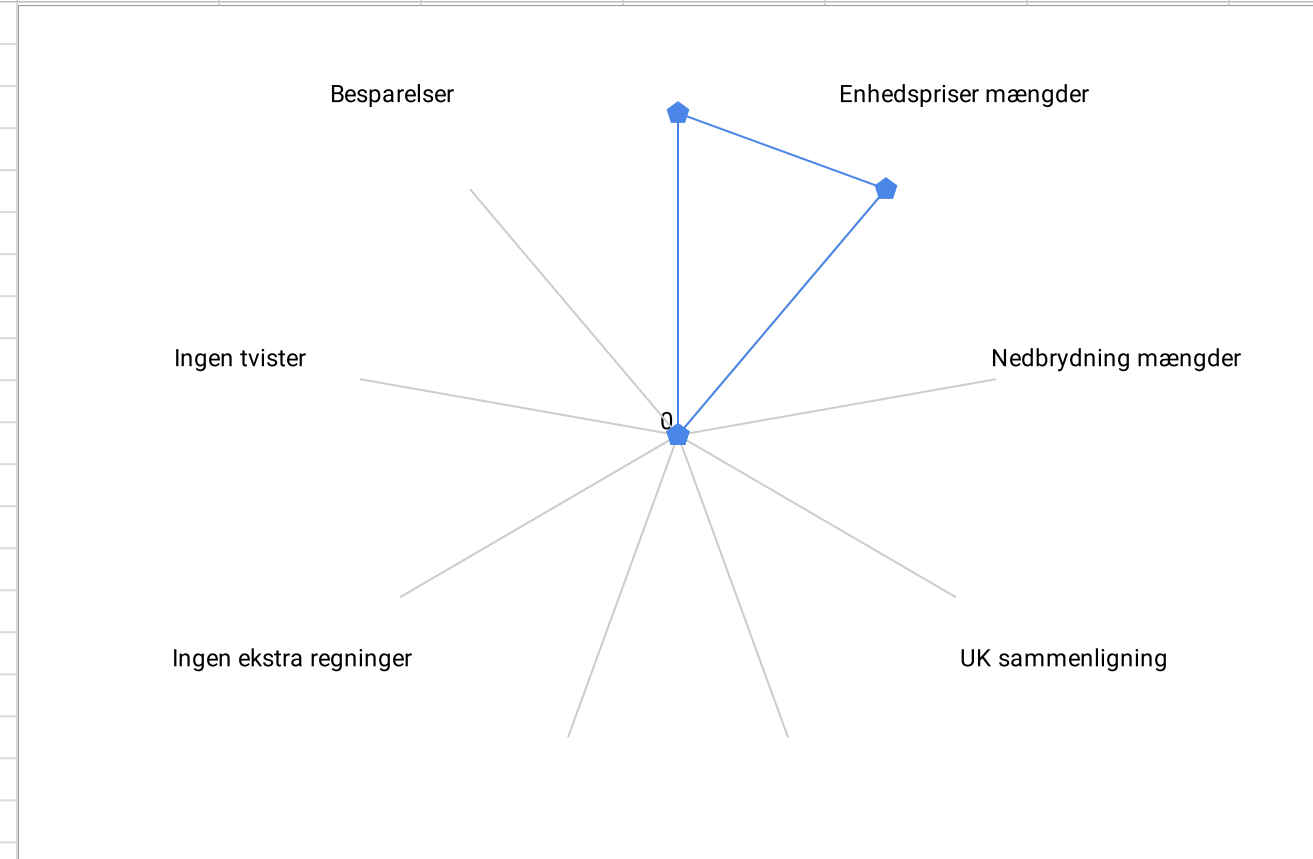 Besparelser
Enhedspriser mængder
Ingen tvister
Nedbrydning mængder
0
Ingen ekstra regninger
UK sammenligning